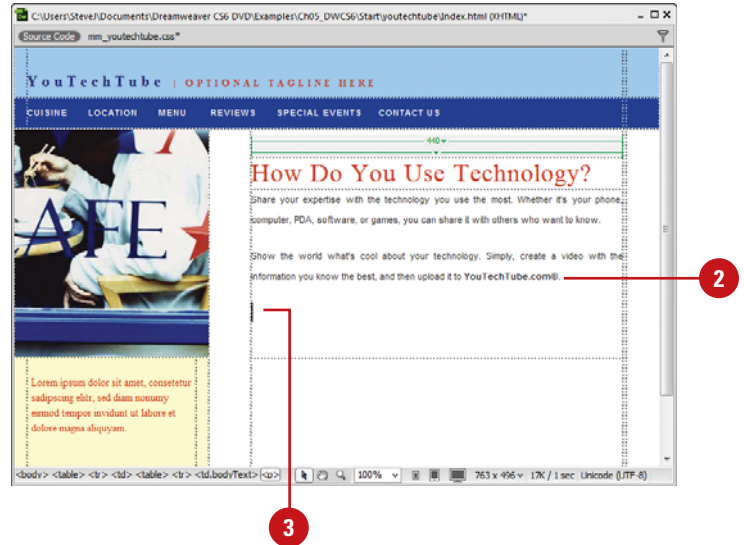 C:\Users\SteveJ\Documents\Dreamweaver CS6 DVD\Examples\Ch05_DWCS6\Start\youtechtube\Index.html (XHTML)*
Source Code mm_youtechtube.css*
YouTechTube | OPTIONAL TAGLINE HERE
CUISINE LOCATION MENU REVIEWS SPECIAL EVENTS CONTACT US
440
How Do You Use Technology?
Share your expertise with the technology you use the most. Whether it's your phone,
computer, PDA, software, or games, you can share it with others who want to know.
Show the world what's cool about your technology. Simply, create a video with the
information you know the best, and then upload it to YouTechTube.com®.
2
AFE
3
Lorem ipsum dolor sit amet, consetetur
sadipscing elitr, sed diam nonumy
eirmod tempor invidunt ut labore et
dolore magna aliquyam.
<body> <table> <tr> <td> <table> <tr> <td.bodyText> <p> 100% 763 x 496 17K / 1 sec Unicode (UTF-8)